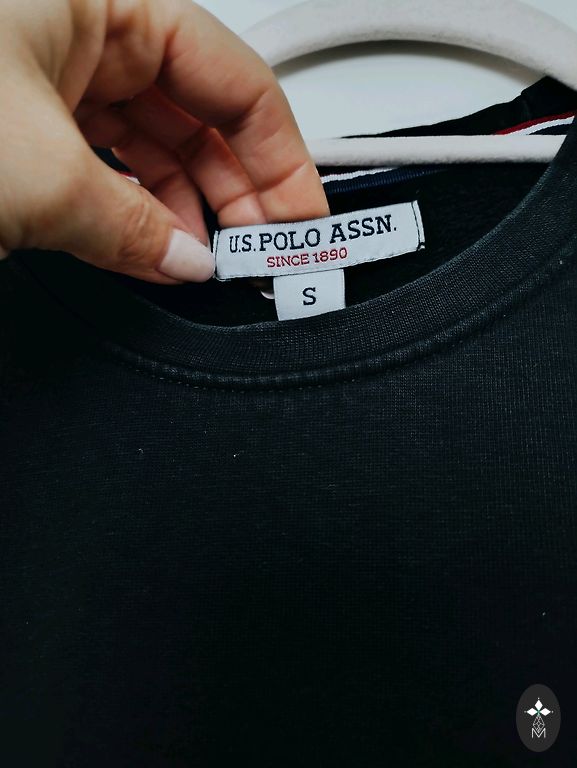 U.S. POLO ASSN.
SINCE 1890
S
M